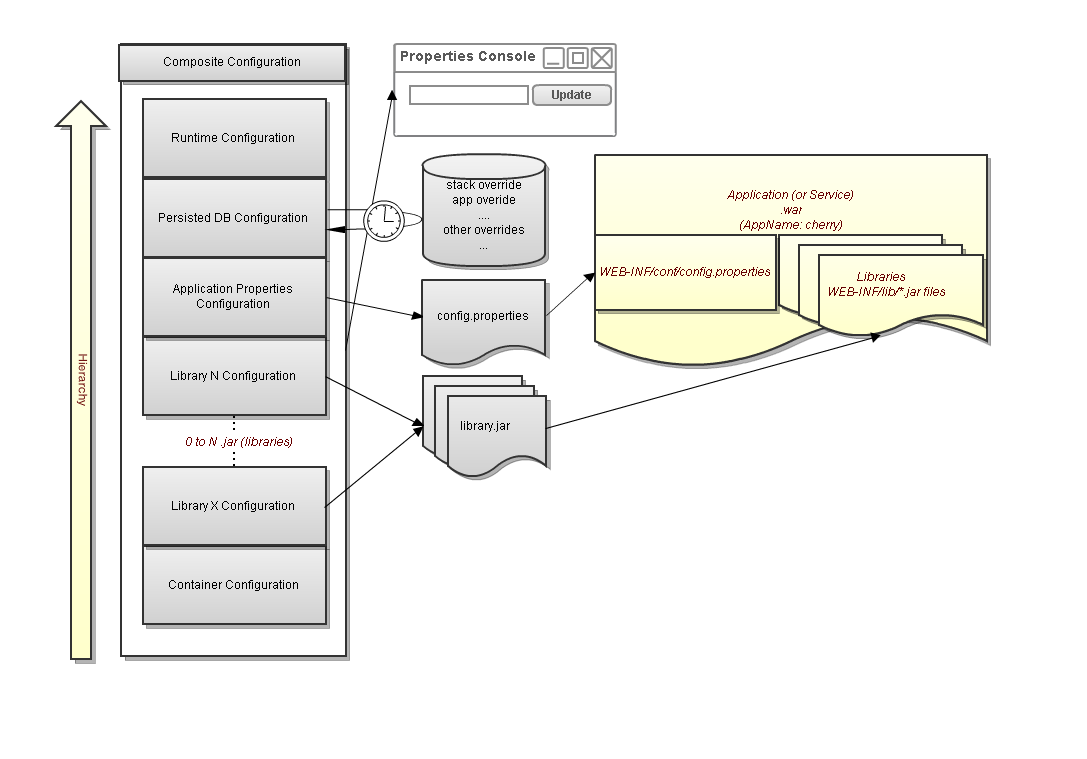 Composite Configuration
Runtime Configuration
Persisted DB Configuration
Application Properties
Configuration
Library N Configuration
0 to N .jar (libraries)
Library X Configuration
Container Configuration
Hierarchy
Properties Console
Update
stack override
app overide
....
other overrides
...
config.properties
library.jar
Application (or Service)
.war
(AppName: cherry)
WEB-INF/conf/config.properties
Libraries
WEB-INF/lib/*.jar files